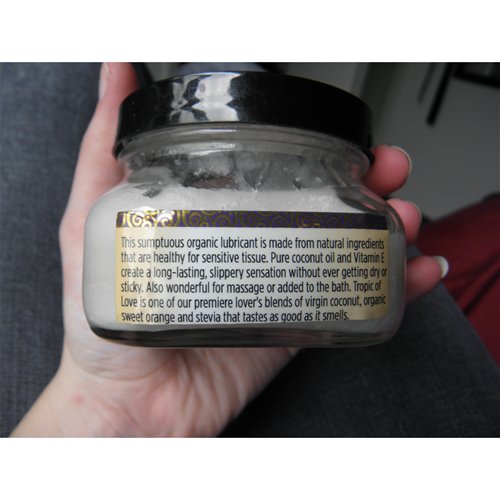 This sumptuous organic lubricant is made from natural ingredients
that are healthy for sensitive tissue. Pure coconut oil and Vitamin E
create a long-lasting, slippery sensation without ever getting dry or
sticky. Also wonderful for massage or added to the bath. Tropic of
Love is one of our premiere lover's blends of virgin coconut, organic
sweet orange and stevia that tastes as good as it smells.